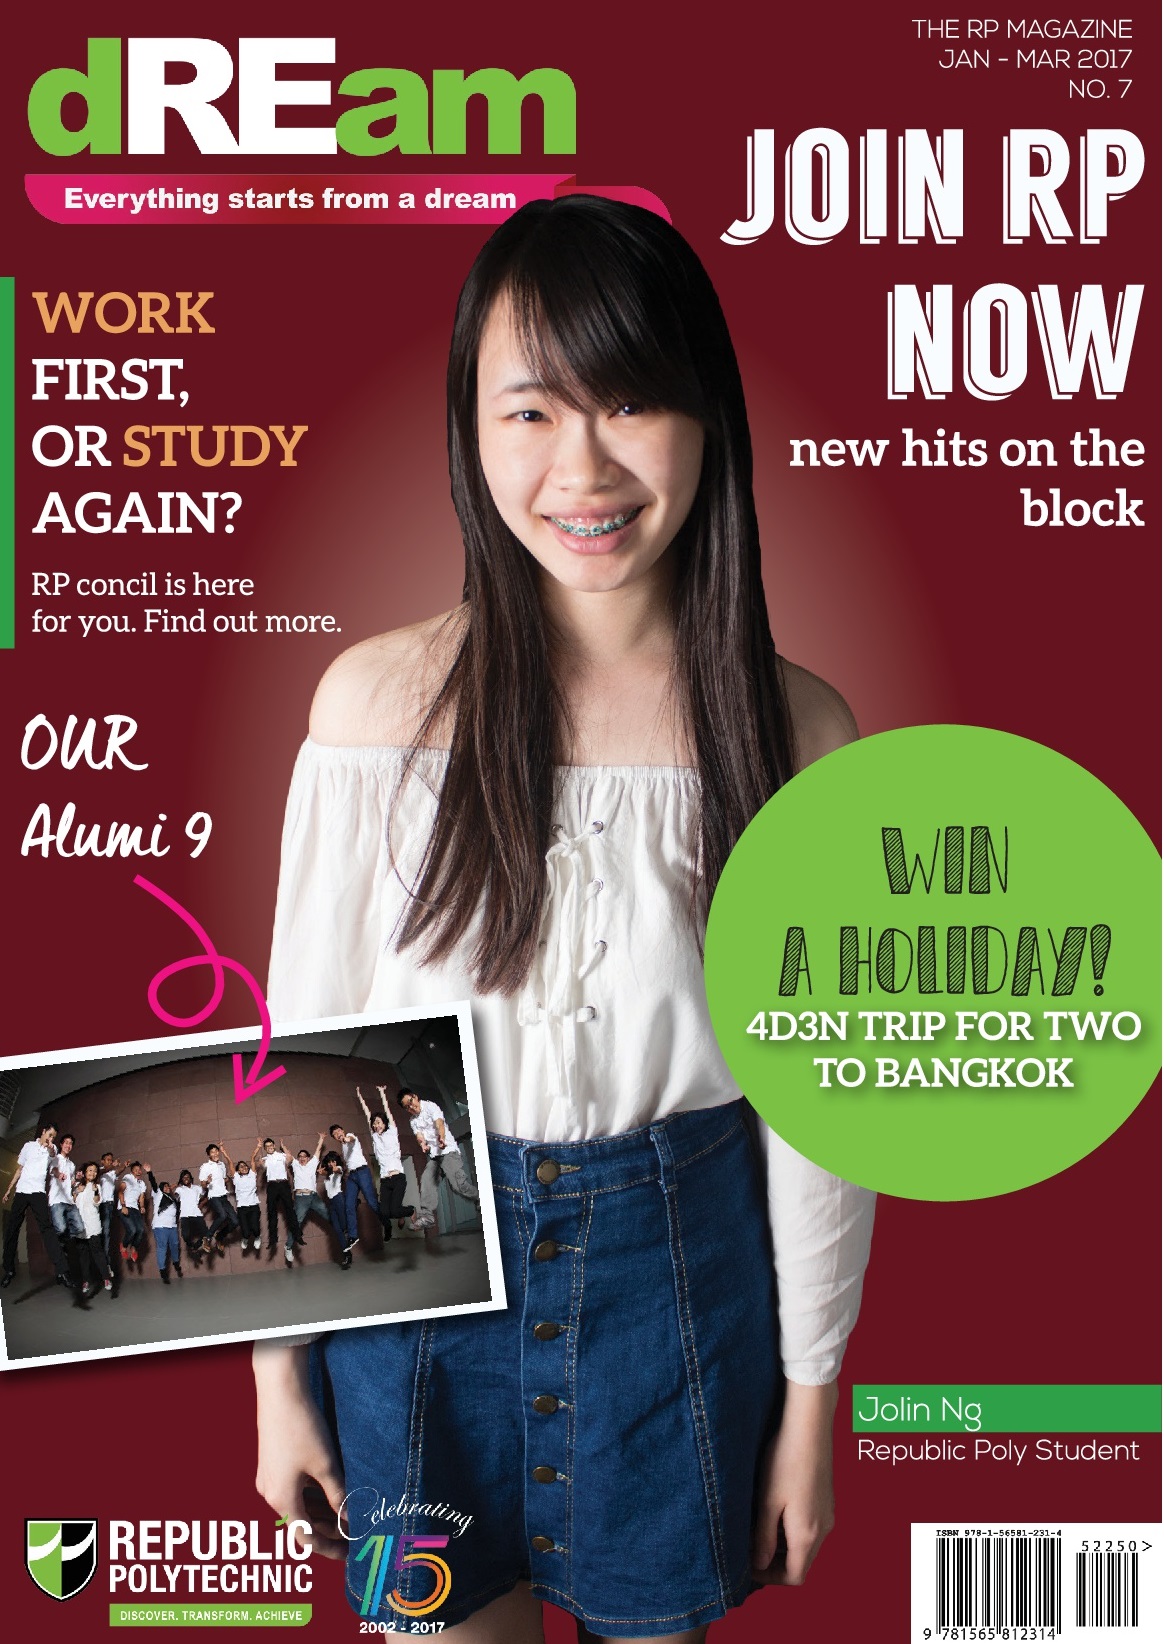 dREam
Everything starts from a dream
THE RP MAGAZINE
JAN - MAR 2017
NO. 7
JOIN RP
NOW
new hits on the
block
WORK
FIRST,
OR STUDY
AGAIN?
RP concil is here
for you. Find out more.
OUR
Alumi 9
WIN
A HOLIDAY!
4D3N TRIP FOR TWO
TO BANGKOK
Jolin Ng
Republic Poly Student
REPUBLIC
POLYTECHNIC
DISCOVER. TRANSFORM. ACHIEVE
Celebrating
15
2002 - 2017
ISBN 978-1-56581-231-4
52250>
9 781565 812314